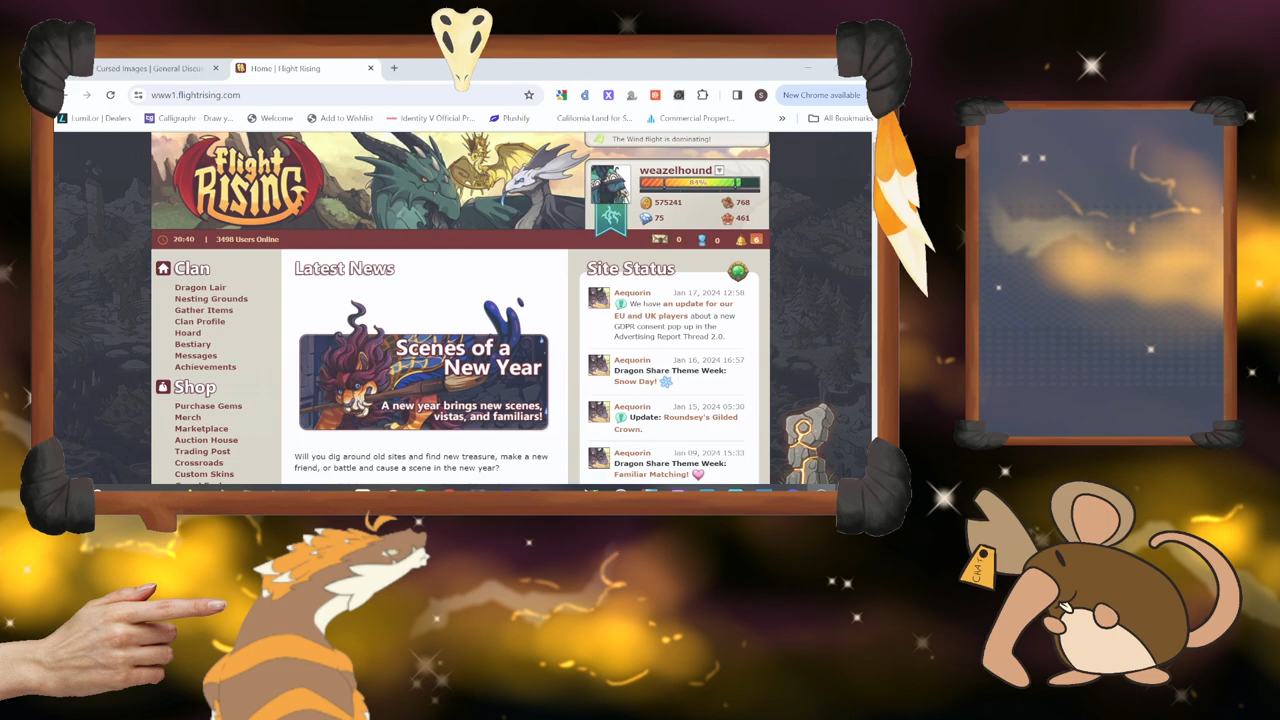 Cursed Images | General Discu
Home | Flight Rising
www1.flightrising.com
New Chrome available
Lumi.or | Dealers
Calligraphr - Draw y...
Welcome
Add to Wishlist
Identity V Official Pr...
Plushify
California Land for S...
Commercial Propert...
All Bookmarks
flight
RISING
The Wind flight is dominating!
weazelhound
84%
575241
768
75
461
20:40 | 3498 Users Online
0
0
6
Clan
Dragon Lair
Nesting Grounds
Gather Items
Clan Profile
Hoard
Bestiary
Messages
Achievements
Shop
Purchase Gems
Merch
Marketplace
Auction House
Trading Post
Crossroads
Custom Skins
Latest News
Scenes of a
New Year
A new year brings new scenes,
vistas, and familiars!
Will you dig around old sites and find new treasure, make a new
friend, or battle and cause a scene in the new year?
Site Status
Aequorin Jan 17, 2024 12:58
We have an update for our
EU and UK players about a new
GDPR consent pop-up in the
Advertising Report Thread 2.0.
Aequorin Jan 16, 2024 16:57
Dragon Share Theme Week:
Snow Day!
Aequorin Jan 15, 2024 05:30
Update: Roundsey's Gilded
Crown.
Aequorin Jan 09, 2024 15:33
Dragon Share Theme Week:
Familiar Matching!
CHAT